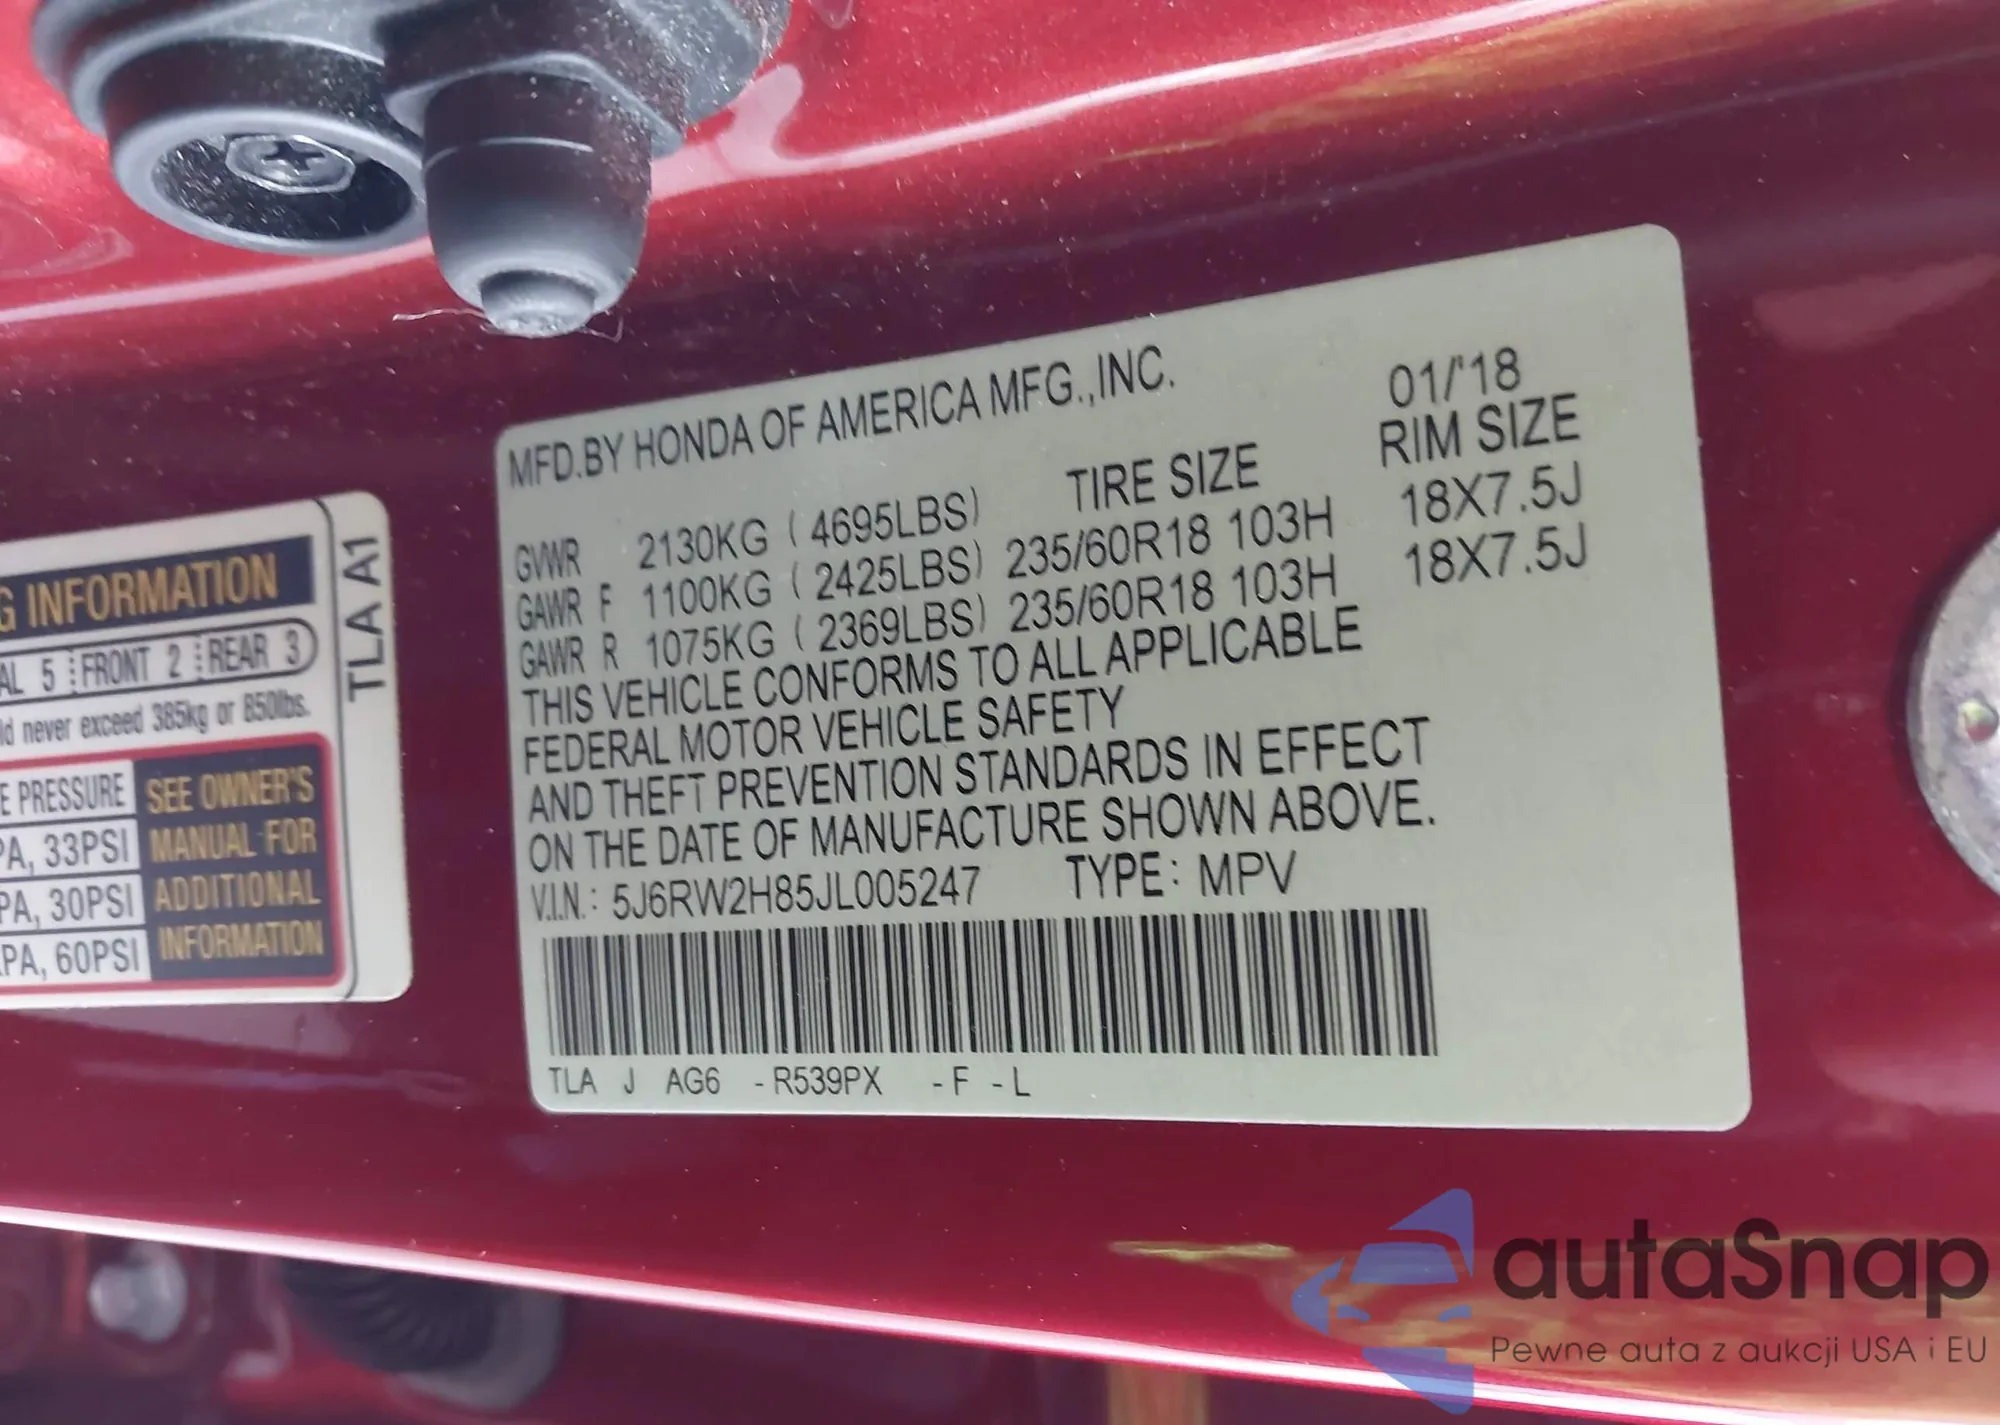 MFD.BY HONDA OF AMERICA MFG.,INC. 01/'18
TIRE SIZE RIM SIZE
GVWR 2130KG ( 4695LBS)
GAWR F 1100KG ( 2425LBS) 235/60R18 103H 18X7.5J
GAWR R 1075KG ( 2369LBS) 235/60R18 103H 18X7.5J
THIS VEHICLE CONFORMS TO ALL APPLICABLE
FEDERAL MOTOR VEHICLE SAFETY
AND THEFT PREVENTION STANDARDS IN EFFECT
ON THE DATE OF MANUFACTURE SHOWN ABOVE.
V.I.N.: 5J6RW2H85JL005247 TYPE: MPV
TLA J AG6 -R539PX -F -L
INFORMATION
5 FRONT 2 REAR 3
never exceed 385kg or 850lbs.
PRESSURE
33PSI
30PSI
60PSI
SEE OWNER'S
MANUAL FOR
ADDITIONAL
INFORMATION
TLA A1
autaSnap
Pewne auta z aukcji USA i EU